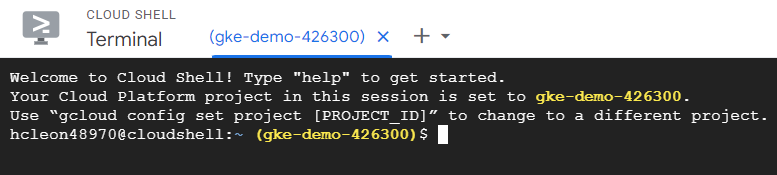 CLOUD SHELL
Terminal
(gke-demo-426300)
Welcome to Cloud Shell! Type "help" to get started.
Your Cloud Platform project in this session is set to gke-demo-426300.
Use “gcloud config set project [PROJECT_ID]” to change to a different project.
hcleon48970@cloudshell:~ (gke-demo-426300)$